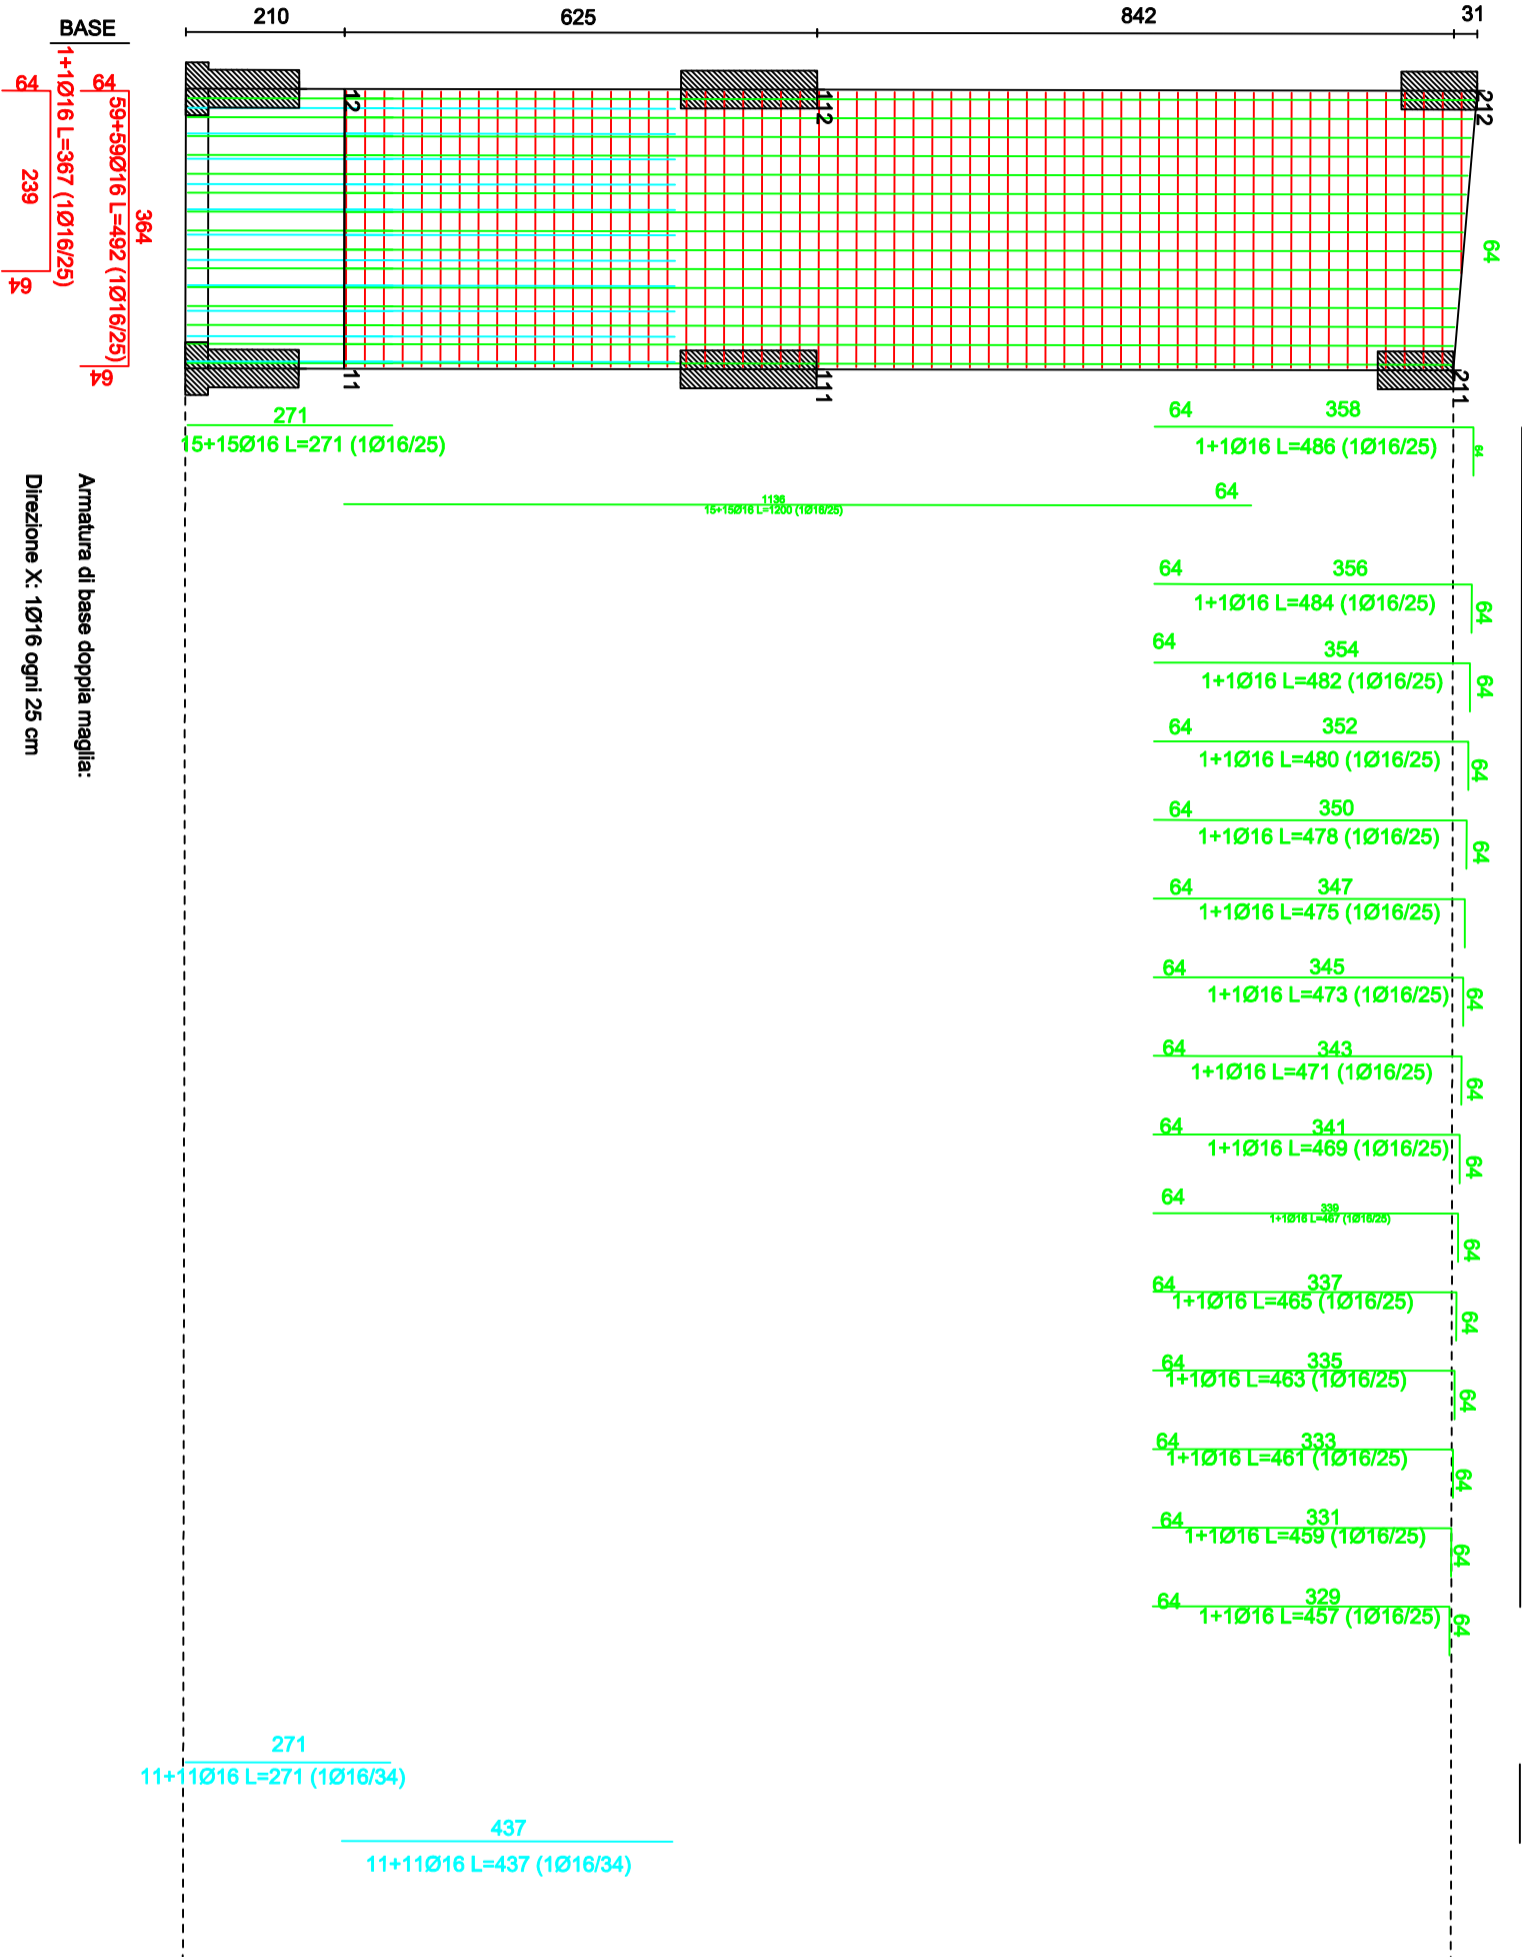 210
625
842
31
BASE
12
112
212
11
111
211
64
64
239
64
1+1Ø16 L=367 (1Ø16/25)
64
364
64
59+59Ø16 L=492 (1Ø16/25)
271
15+15Ø16 L=271 (1Ø16/25)
64
358
64
1+1Ø16 L=486 (1Ø16/25)
1136
64
15+15Ø16 L=1200 (1Ø16/25)
64
356
64
1+1Ø16 L=484 (1Ø16/25)
64
354
64
1+1Ø16 L=482 (1Ø16/25)
64
352
64
1+1Ø16 L=480 (1Ø16/25)
64
350
64
1+1Ø16 L=478 (1Ø16/25)
64
347
1+1Ø16 L=475 (1Ø16/25)
64
345
64
1+1Ø16 L=473 (1Ø16/25)
64
343
64
1+1Ø16 L=471 (1Ø16/25)
64
341
64
1+1Ø16 L=469 (1Ø16/25)
64
339
64
1+1Ø16 L=467 (1Ø16/25)
64
337
64
1+1Ø16 L=465 (1Ø16/25)
64
335
64
1+1Ø16 L=463 (1Ø16/25)
64
333
64
1+1Ø16 L=461 (1Ø16/25)
64
331
64
1+1Ø16 L=459 (1Ø16/25)
64
329
64
1+1Ø16 L=457 (1Ø16/25)
271
11+11Ø16 L=271 (1Ø16/34)
437
11+11Ø16 L=437 (1Ø16/34)
Armatura di base doppia maglia:
Direzione X: 1Ø16 ogni 25 cm